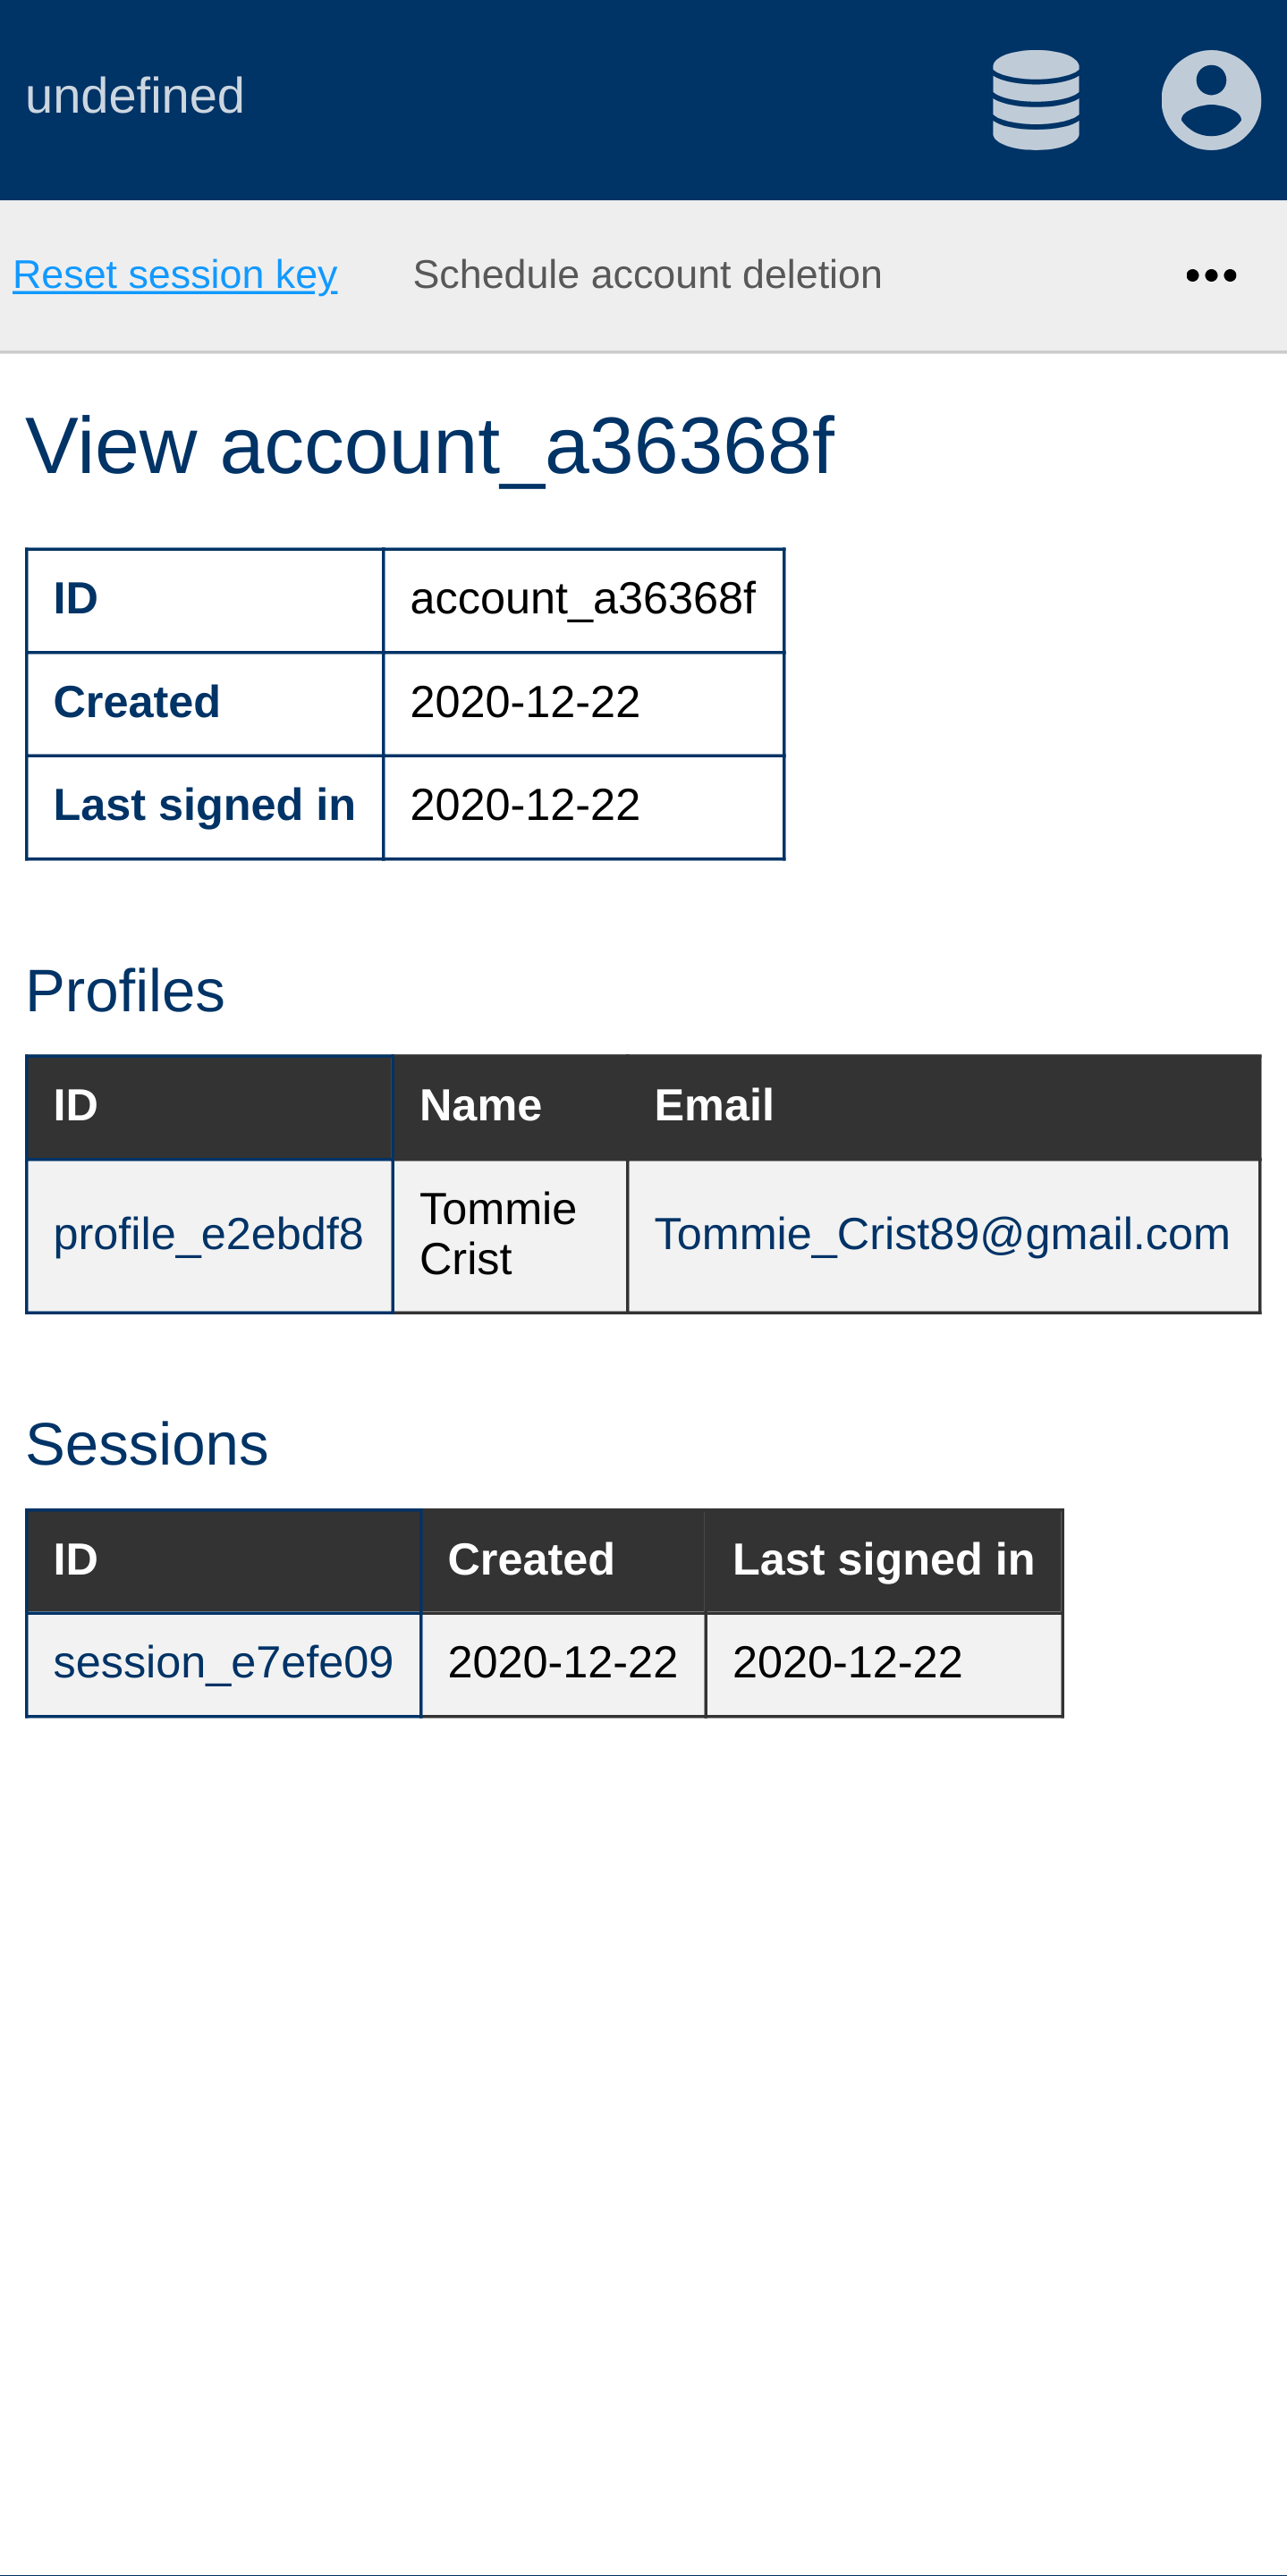 undefined
Reset session key Schedule account deletion •••
View account_a36368f
ID account_a36368f
Created 2020-12-22
Last signed in 2020-12-22
Profiles
ID Name Email
profile_e2ebdf8 Tommie Crist Tommie_Crist89@gmail.com
Sessions
ID Created Last signed in
session_e7efe09 2020-12-22 2020-12-22